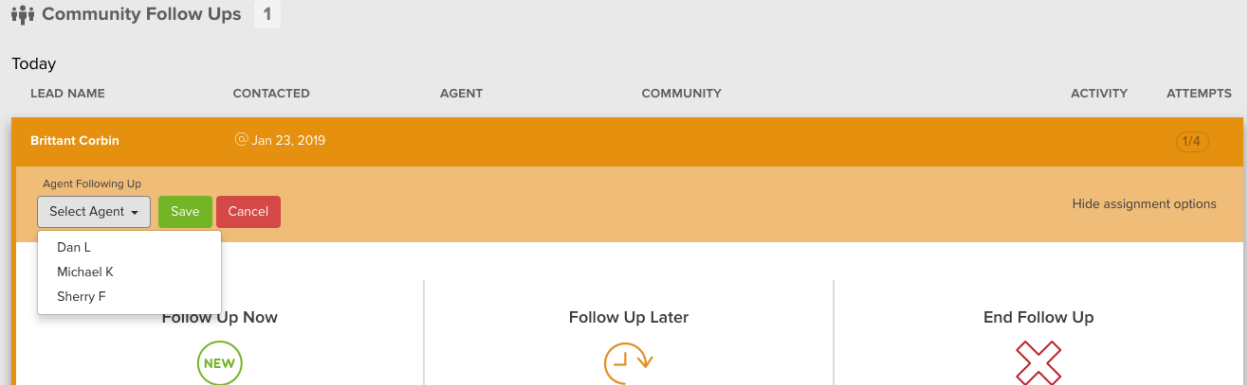 Community Follow Ups 1
Today
LEAD NAME CONTACTED AGENT COMMUNITY ACTIVITY ATTEMPTS
Brittant Corbin @ Jan 23, 2019 1/4
Agent Following Up
Select Agent Save Cancel Hide assignment options
Dan L
Michael K
Sherry F
Follow Up Now Follow Up Later End Follow Up
NEW